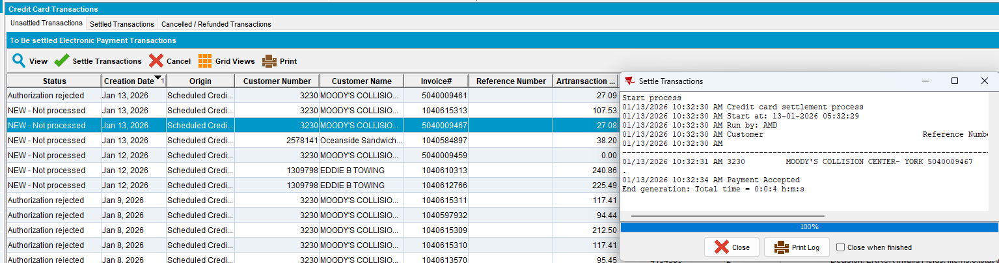 Credit Card Transactions
Unsettled Transactions Settled Transactions Cancelled / Refunded Transactions
To Be settled Electronic Payment Transactions
View Settle Transactions Cancel Grid Views Print
Status Creation Date 1 Origin Customer Number Customer Name Invoice# Reference Number Artransaction ...
Authorization rejected Jan 13, 2026 Scheduled Credi... 3230 MOODY'S COLLISIO... 5040009461 27.09
NEW - Not processed Jan 13, 2026 Scheduled Credi... 3230 MOODY'S COLLISIO... 1040615313 107.53
NEW - Not processed Jan 13, 2026 Scheduled Credi... 3230 MOODY'S COLLISIO... 5040009467 27.08
NEW - Not processed Jan 13, 2026 Scheduled Credi... 2578141 Oceanside Sandwich... 1040584897 38.20
NEW - Not processed Jan 12, 2026 Scheduled Credi... 3230 MOODY'S COLLISIO... 5040009459 0.00
NEW - Not processed Jan 12, 2026 Scheduled Credi... 1309798 EDDIE B TOWING 1040610313 240.86
NEW - Not processed Jan 12, 2026 Scheduled Credi... 1309798 EDDIE B TOWING 1040612766 225.49
Authorization rejected Jan 9, 2026 Scheduled Credi... 3230 MOODY'S COLLISIO... 1040615311 117.41
Authorization rejected Jan 8, 2026 Scheduled Credi... 3230 MOODY'S COLLISIO... 1040597932 94.44
Authorization rejected Jan 8, 2026 Scheduled Credi... 3230 MOODY'S COLLISIO... 1040615309 212.50
Authorization rejected Jan 8, 2026 Scheduled Credi... 3230 MOODY'S COLLISIO... 1040615310 117.41
Authorization rejected Jan 8, 2026 Scheduled Credi... 3230 MOODY'S COLLISIO... 1040613570 95.45
Settle Transactions
Start process
01/13/2026 10:32:30 AM Credit card settlement process
01/13/2026 10:32:30 AM Start at: 13-01-2026 05:32:29
01/13/2026 10:32:30 AM Run by: AMD
01/13/2026 10:32:30 AM Customer Reference Numbe
01/13/2026 10:32:30 AM
01/13/2026 10:32:31 AM 3230 MOODY'S COLLISION CENTER- YORK 5040009467
.
01/13/2026 10:32:34 AM Payment Accepted
End generation: Total time = 0:0:4 h:m:s
100%
Close Print Log Close when finished